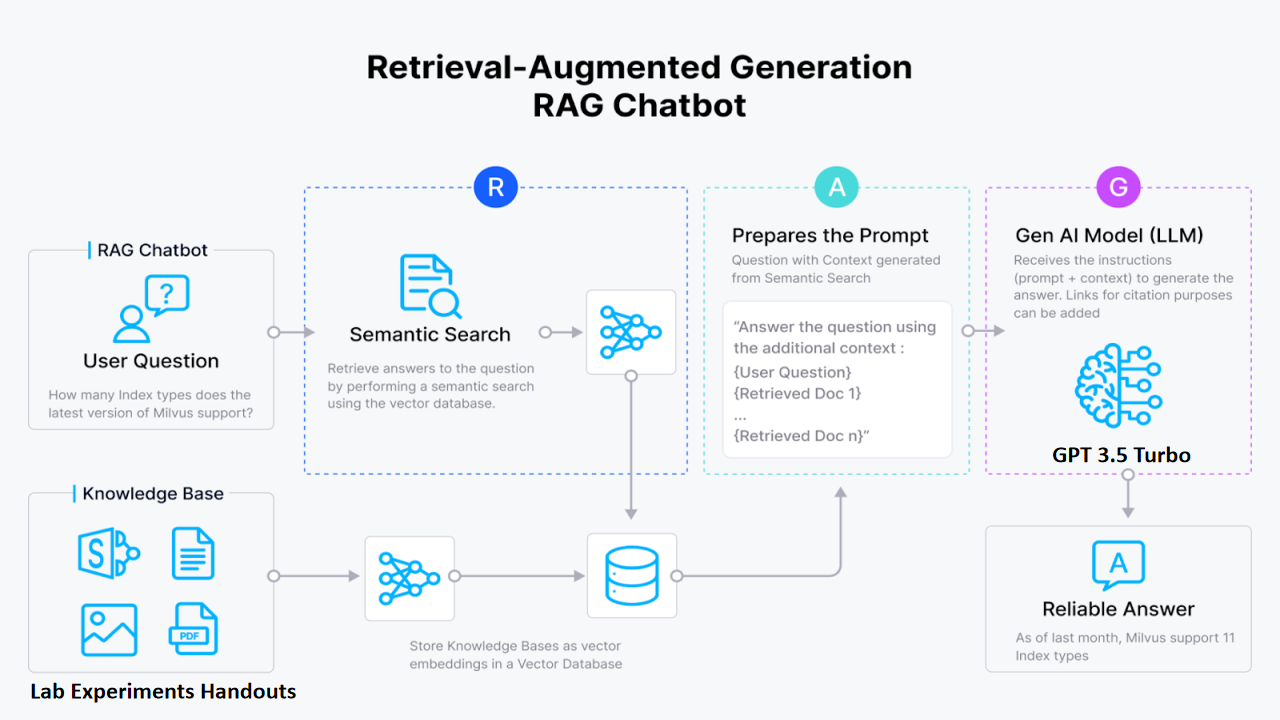 Retrieval-Augmented Generation
RAG Chatbot
RAG Chatbot
?
User Question
How many Index types does the
latest version of Milvus support?
R
Semantic Search
Retrieve answers to the question
by performing a semantic search
using the vector database.
A
Prepares the Prompt
Question with Context generated
from Semantic Search
“Answer the question using
the additional context :
{User Question}
{Retrieved Doc 1}
...
{Retrieved Doc n}”
G
Gen AI Model (LLM)
Receives the instructions
(prompt + context) to generate the
answer. Links for citation purposes
can be added
GPT 3.5 Turbo
Knowledge Base
S
PDF
Lab Experiments Handouts
Store Knowledge Bases as vector
embeddings in a Vector Database
A
Reliable Answer
As of last month, Milvus support 11
Index types